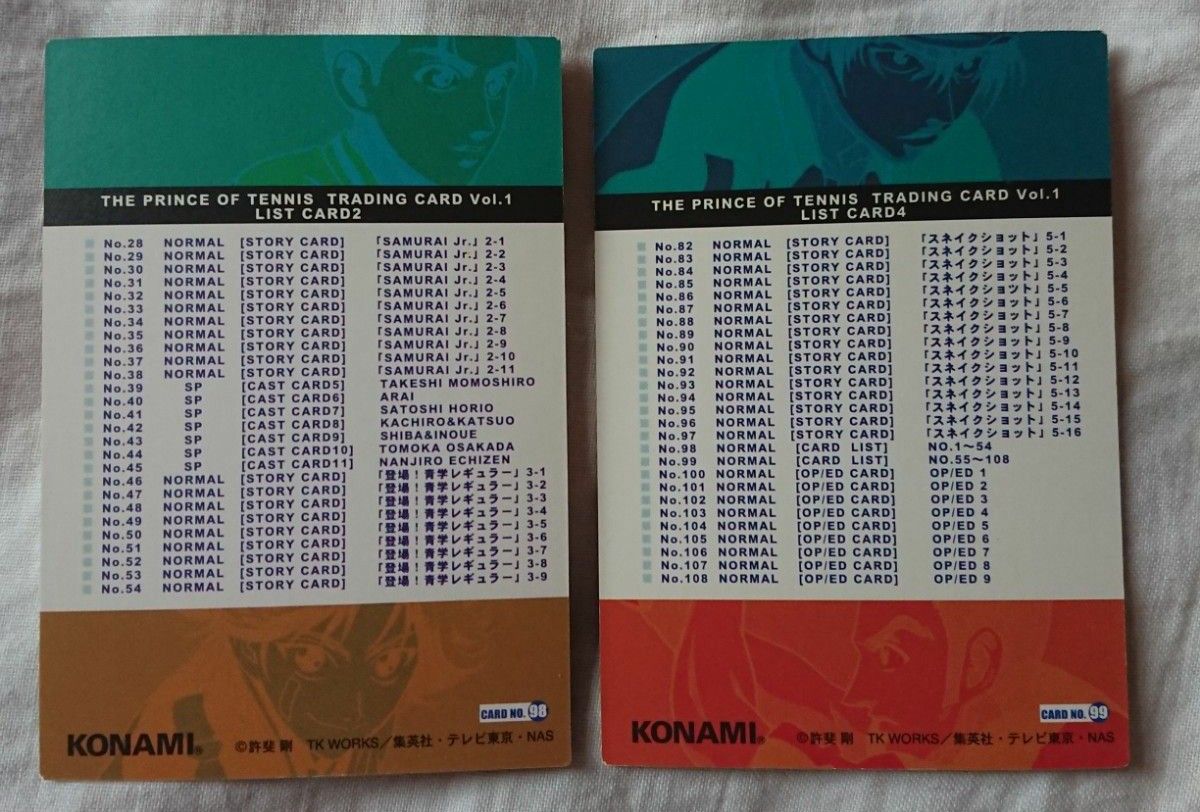 THE PRINCE OF TENNIS TRADING CARD Vol.1
LIST CARD2
No.28 NORMAL [STORY CARD] 「SAMURAI Jr.」 2-1
No.29 NORMAL [STORY CARD] 「SAMURAI Jr.」 2-2
No.30 NORMAL [STORY CARD] 「SAMURAI Jr.」 2-3
No.31 NORMAL [STORY CARD] 「SAMURAI Jr.」 2-4
No.32 NORMAL [STORY CARD] 「SAMURAI Jr.」 2-5
No.33 NORMAL [STORY CARD] 「SAMURAI Jr.」 2-6
No.34 NORMAL [STORY CARD] 「SAMURAI Jr.」 2-7
No.35 NORMAL [STORY CARD] 「SAMURAI Jr.」 2-8
No.36 NORMAL [STORY CARD] 「SAMURAI Jr.」 2-9
No.37 NORMAL [STORY CARD] 「SAMURAI Jr.」 2-10
No.38 NORMAL [STORY CARD] 「SAMURAI Jr.」 2-11
No.39 SP [CAST CARD5] TAKESHI MOMOSHIRO
No.40 SP [CAST CARD6] ARAI
No.41 SP [CAST CARD7] SATOSHI HORIO
No.42 SP [CAST CARD8] KACHIRO&KATSUO
No.43 SP [CAST CARD9] SHIBA&INOUE
No.44 SP [CAST CARD10] TOMOKA OSAKADA
No.45 SP [CAST CARD11] NANJIRO ECHIZEN
No.46 NORMAL [STORY CARD] 「登場!青学レギュラー」 3-1
No.47 NORMAL [STORY CARD] 「登場!青学レギュラー」 3-2
No.48 NORMAL [STORY CARD] 「登場!青学レギュラー」 3-3
No.49 NORMAL [STORY CARD] 「登場!青学レギュラー」 3-4
No.50 NORMAL [STORY CARD] 「登場!青学レギュラー」 3-5
No.51 NORMAL [STORY CARD] 「登場!青学レギュラー」 3-6
No.52 NORMAL [STORY CARD] 「登場!青学レギュラー」 3-7
No.53 NORMAL [STORY CARD] 「登場!青学レギュラー」 3-8
No.54 NORMAL [STORY CARD] 「登場!青学レギュラー」 3-9
CARD NO. 98
KONAMI® ©許斐 剛 TK WORKS/集英社・テレビ東京・NAS
THE PRINCE OF TENNIS TRADING CARD Vol.1
LIST CARD4
No.82 NORMAL [STORY CARD] 「スネイクショット」 5-1
No.83 NORMAL [STORY CARD] 「スネイクショット」 5-2
No.84 NORMAL [STORY CARD] 「スネイクショット」 5-3
No.85 NORMAL [STORY CARD] 「スネイクショット」 5-4
No.86 NORMAL [STORY CARD] 「スネイクショット」 5-5
No.87 NORMAL [STORY CARD] 「スネイクショット」 5-6
No.88 NORMAL [STORY CARD] 「スネイクショット」 5-7
No.89 NORMAL [STORY CARD] 「スネイクショット」 5-8
No.90 NORMAL [STORY CARD] 「スネイクショット」 5-9
No.91 NORMAL [STORY CARD] 「スネイクショット」 5-10
No.92 NORMAL [STORY CARD] 「スネイクショット」 5-11
No.93 NORMAL [STORY CARD] 「スネイクショット」 5-12
No.94 NORMAL [STORY CARD] 「スネイクショット」 5-13
No.95 NORMAL [STORY CARD] 「スネイクショット」 5-14
No.96 NORMAL [STORY CARD] 「スネイクショット」 5-15
No.97 NORMAL [STORY CARD] 「スネイクショット」 5-16
No.98 NORMAL [CARD LIST] NO.1〜54
No.99 NORMAL [CARD LIST] NO.55〜108
No.100 NORMAL [OP/ED CARD] OP/ED 1
No.101 NORMAL [OP/ED CARD] OP/ED 2
No.102 NORMAL [OP/ED CARD] OP/ED 3
No.103 NORMAL [OP/ED CARD] OP/ED 4
No.104 NORMAL [OP/ED CARD] OP/ED 5
No.105 NORMAL [OP/ED CARD] OP/ED 6
No.106 NORMAL [OP/ED CARD] OP/ED 7
No.107 NORMAL [OP/ED CARD] OP/ED 8
No.108 NORMAL [OP/ED CARD] OP/ED 9
CARD NO. 99
KONAMI® ©許斐 剛 TK WORKS/集英社・テレビ東京・NAS